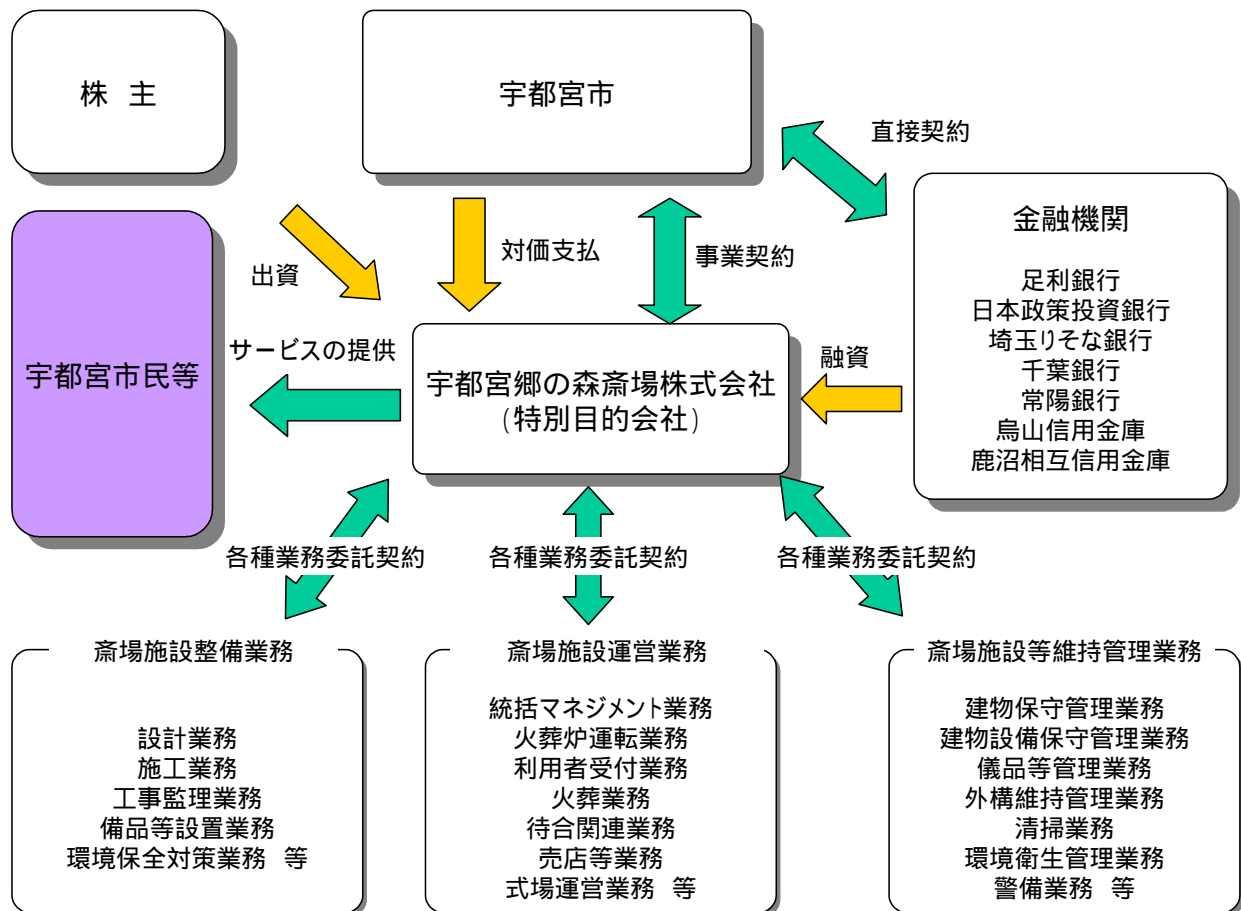 株 主
宇都宮市
直接契約
金融機関
足利銀行
日本政策投資銀行
埼玉りそな銀行
千葉銀行
常陽銀行
烏山信用金庫
鹿沼相互信用金庫
出資
対価支払
事業契約
サービスの提供
宇都宮市民等
宇都宮郷の森斎場株式会社
(特別目的会社)
融資
各種業務委託契約
各種業務委託契約
各種業務委託契約
斎場施設整備業務
設計業務
施工業務
工事監理業務
備品等設置業務
環境保全対策業務 等
斎場施設運営業務
統括マネジメント業務
火葬炉運転業務
利用者受付業務
火葬業務
待合関連業務
売店等業務
式場運営業務 等
斎場施設等維持管理業務
建物保守管理業務
建物設備保守管理業務
儀品等管理業務
外構維持管理業務
清掃業務
環境衛生管理業務
警備業務 等